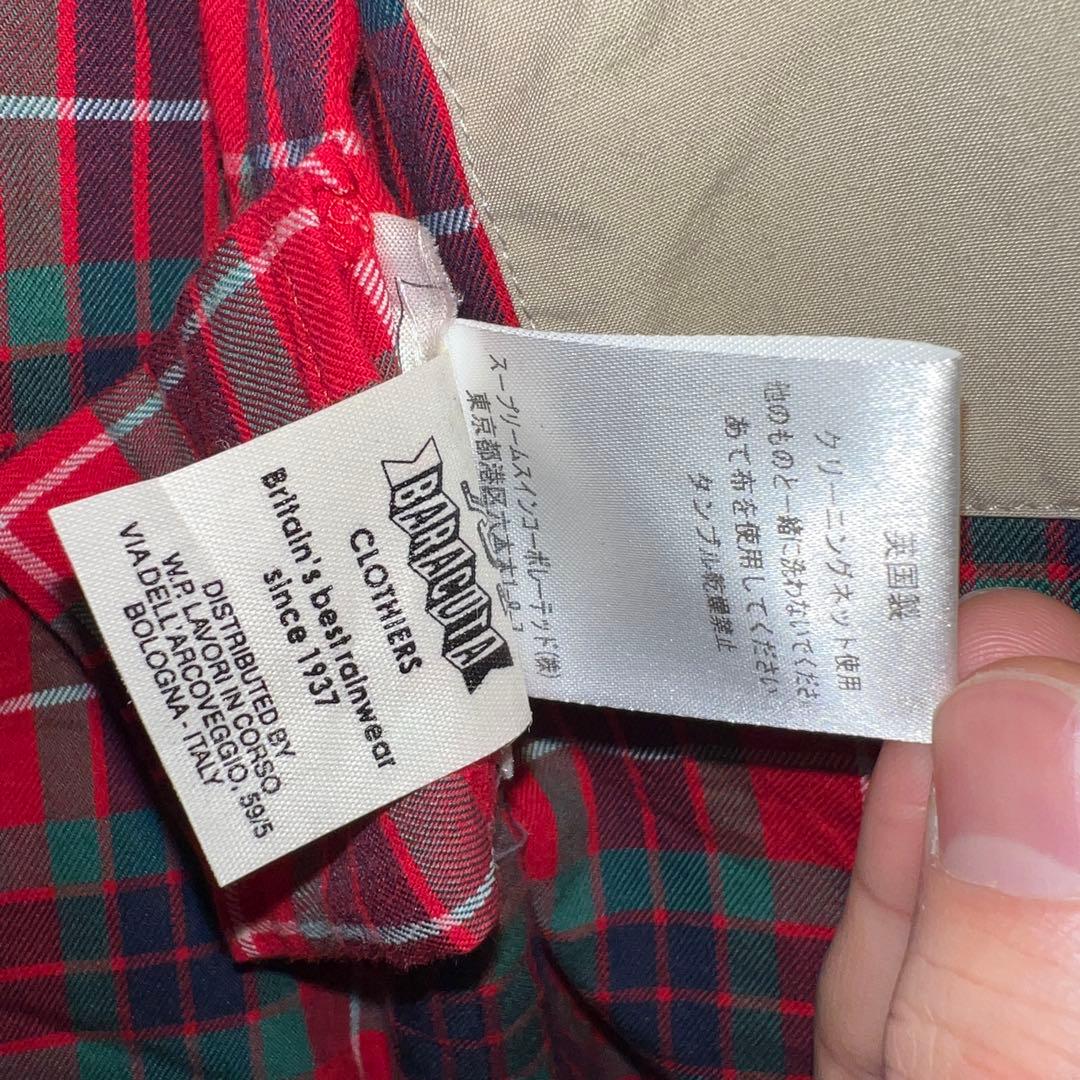 BARACUTA
CLOTHIERS
Britain's best rainwear
since 1937
DISTRIBUTED BY
W.P. LAVORI IN CORSO
VIA DELL'ARCOVEGGIO, 59/5
BOLOGNA - ITALY
英国製
クリーニングネット使用
他のものと一緒に洗わないでくださ
あて布を使用してください
タンブル乾燥禁止
スープリームスインコーポレーテッド(株)
東京都港区六本木